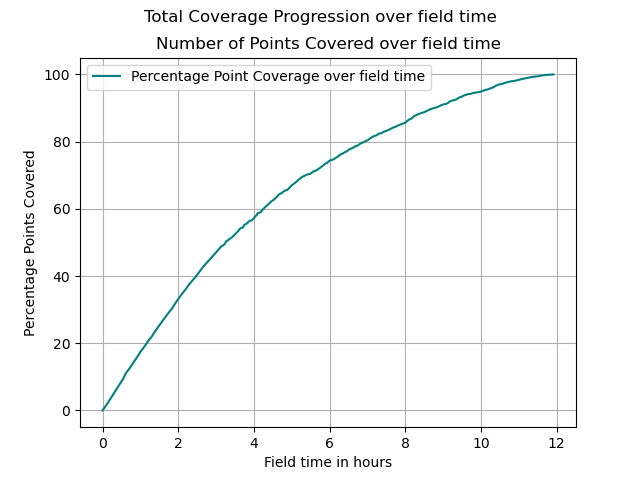 Total Coverage Progression over field time
Number of Points Covered over field time
Percentage Point Coverage over field time
Percentage Points Covered
100
80
60
40
20
0
0 2 4 6 8 10 12
Field time in hours